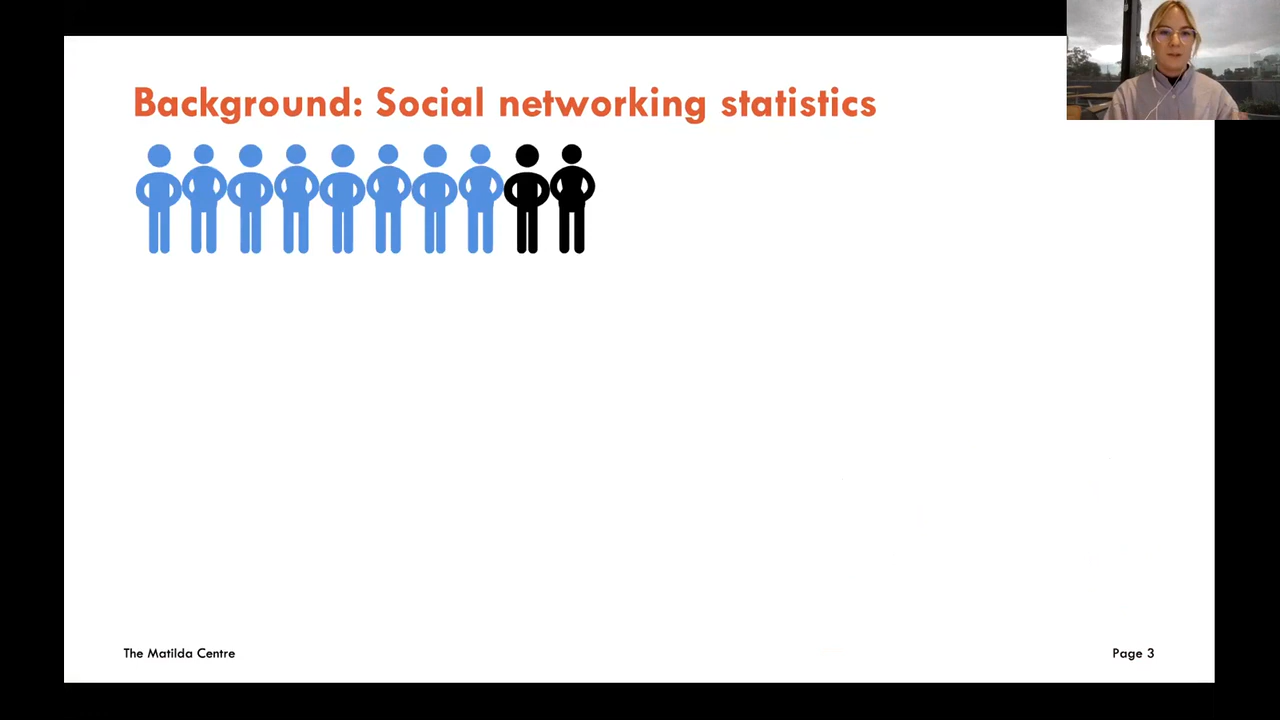 Background: Social networking statistics
The Matilda Centre
Page 3